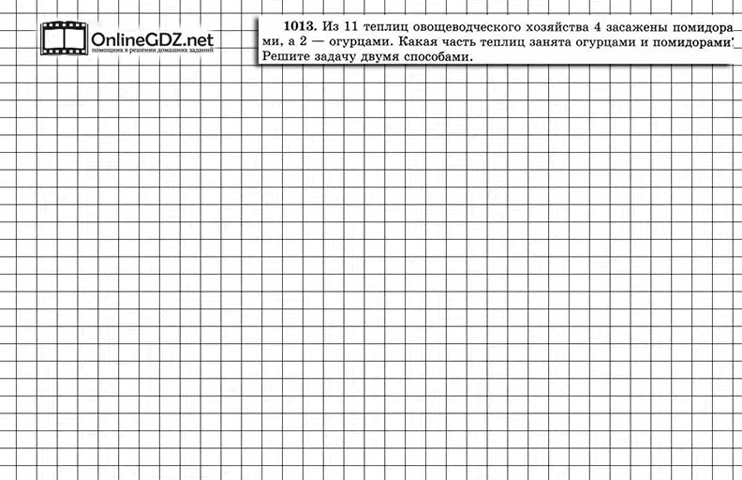 OnlineGDZ.net
помощник в решении домашних заданий
1013. Из 11 теплиц овощеводческого хозяйства 4 засажены помидора
ми, а 2 — огурцами. Какая часть теплиц занята огурцами и помидорами?
Решите задачу двумя способами.